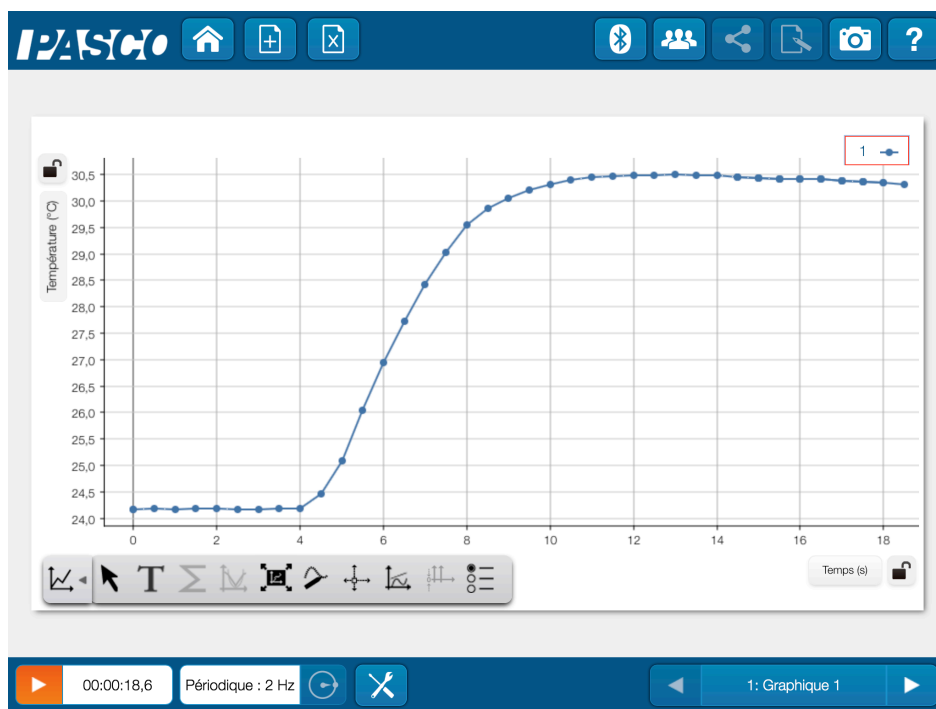 PASCO
?
1
30,5
30,0
29,5
29,0
28,5
28,0
27,5
27,0
26,5
26,0
25,5
25,0
24,5
24,0
Température (°C)
0 2 4 6 8 10 12 14 16 18
Temps (s)
T Σ
00:00:18,6 Périodique : 2 Hz 1: Graphique 1